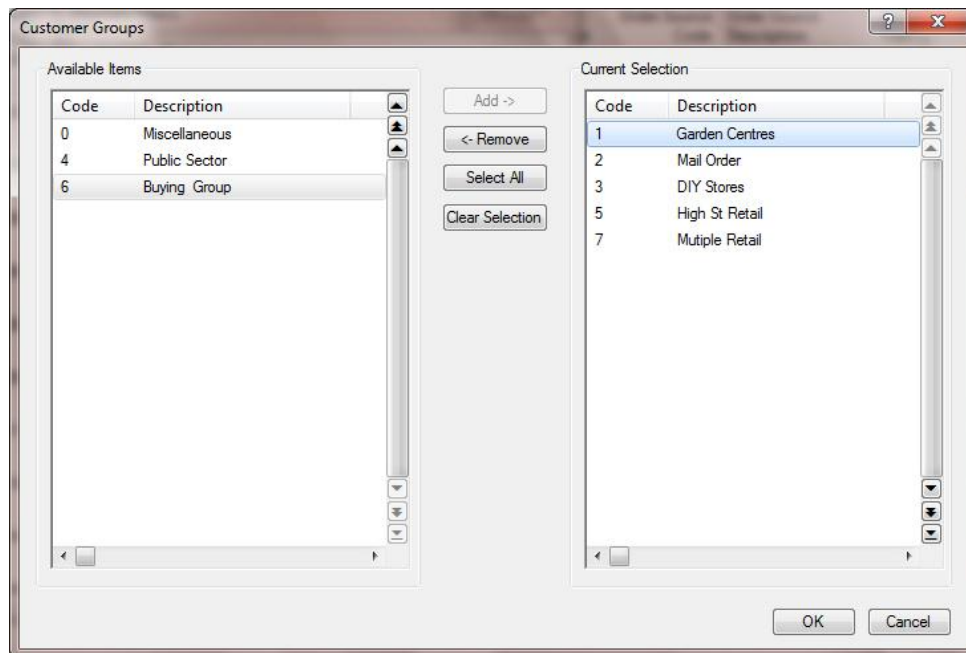 Customer Groups
Available Items
Code Description
0 Miscellaneous
4 Public Sector
6 Buying Group
Add ->
<- Remove
Select All
Clear Selection
Current Selection
Code Description
1 Garden Centres
2 Mail Order
3 DIY Stores
5 High St Retail
7 Mutiple Retail
OK Cancel